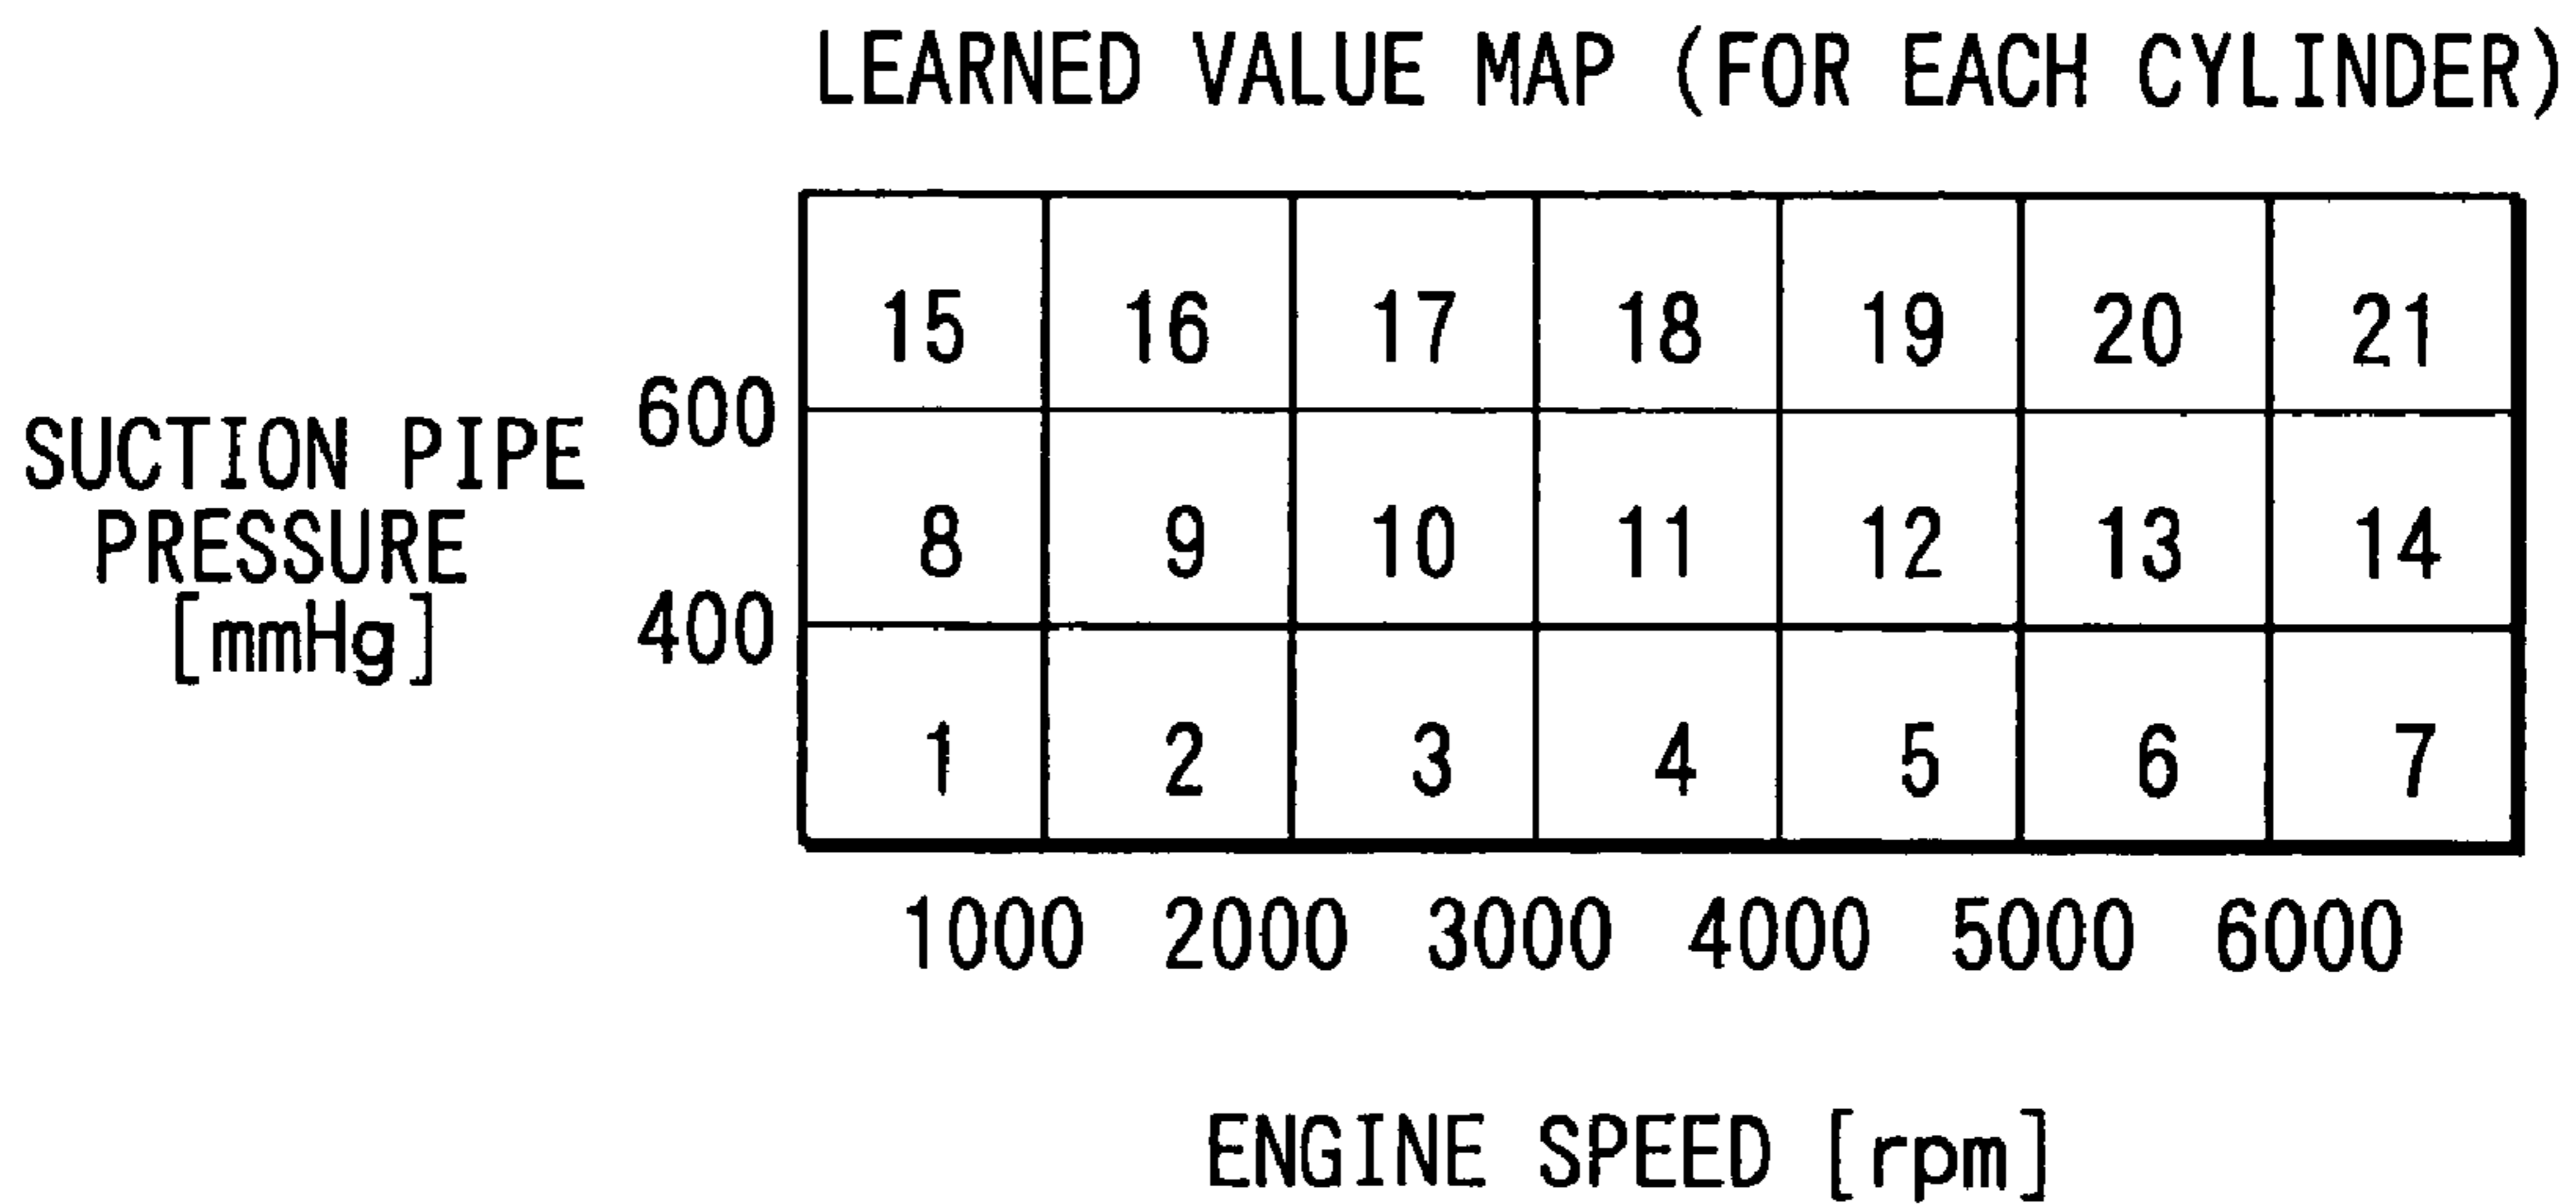 LEARNED VALUE MAP (FOR EACH CYLINDER)
15 16 17 18 19 20 21
600
SUCTION PIPE
PRESSURE
[mmHg]
8 9 10 11 12 13 14
400
1 2 3 4 5 6 7
1000 2000 3000 4000 5000 6000
ENGINE SPEED [rpm]